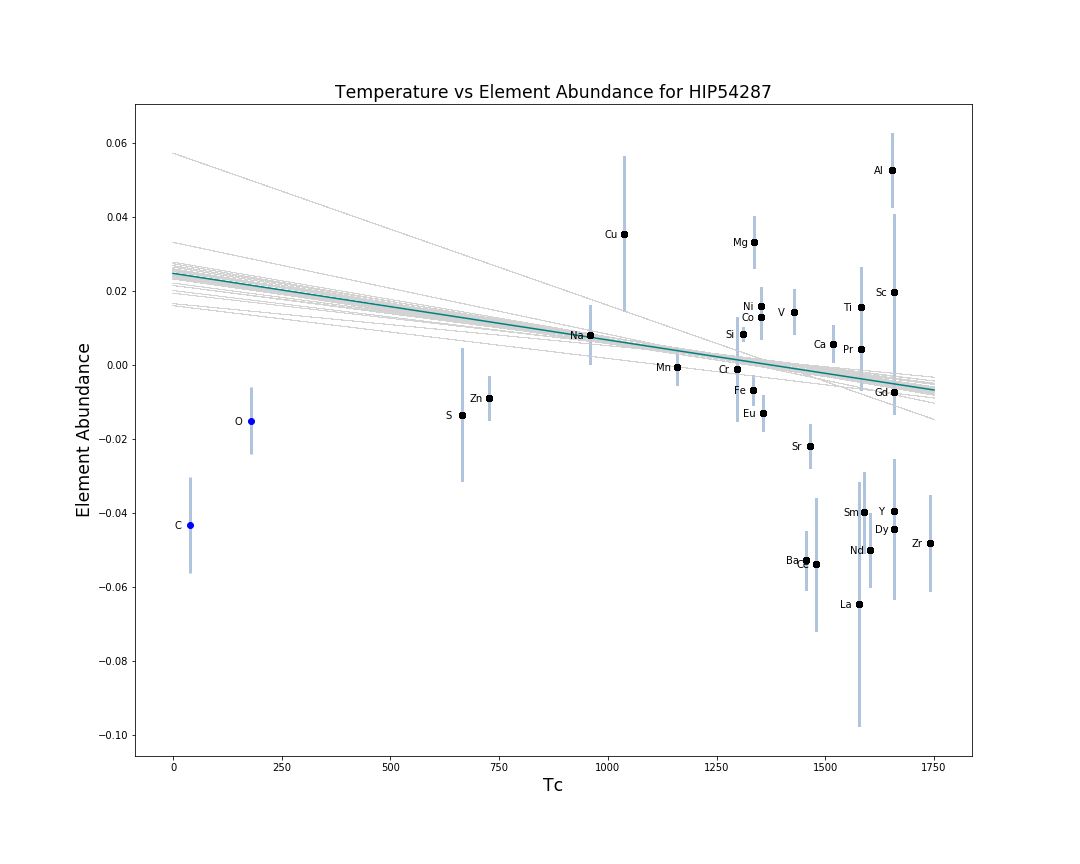 Temperature vs Element Abundance for HIP54287
Element Abundance
0.06
0.04
0.02
0.00
−0.02
−0.04
−0.06
−0.08
−0.10
Al
Cu
Mg
Sc
Ni
Ti
Co
V
Si
Na
Ca
Pr
Mn
Cr
Fe
Gd
Zn
Eu
S
O
Sr
Y
Sm
C
Dy
Zr
Nd
Ba
Ce
La
0
250
500
750
1000
1250
1500
1750
Tc